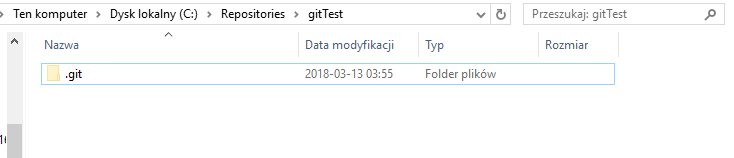 Ten komputer > Dysk lokalny (C:) > Repositories > gitTest
Przeszukaj: gitTest
Nazwa Data modyfikacji Typ Rozmiar
.git 2018-03-13 03:55 Folder plików